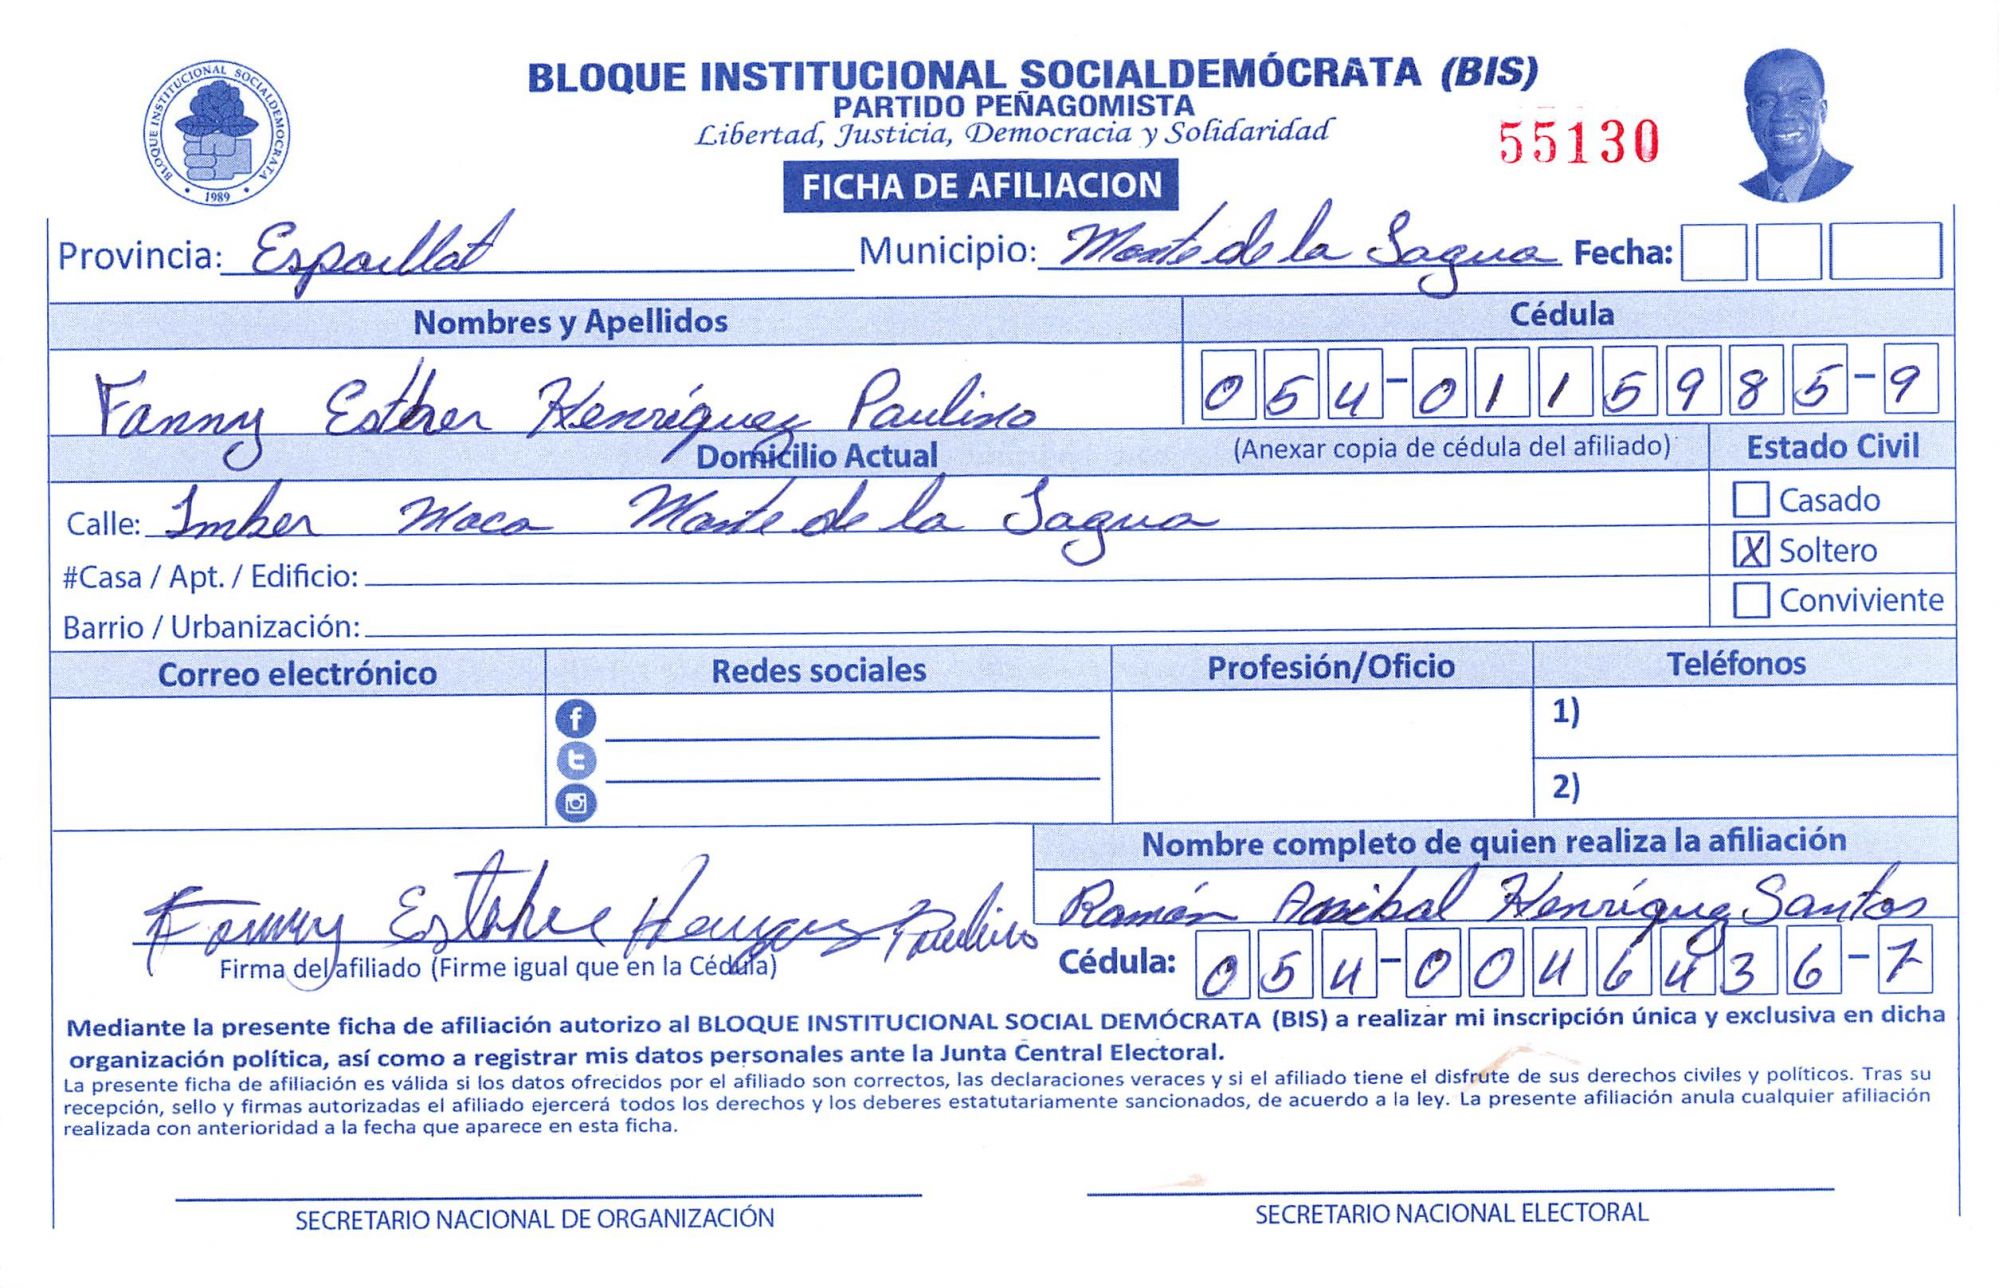 BLOQUE INSTITUCIONAL SOCIALDEMOCRATA
1989
BLOQUE INSTITUCIONAL SOCIALDEMÓCRATA (BIS)
PARTIDO PEÑAGOMISTA
Libertad, Justicia, Democracia y Solidaridad
55130
FICHA DE AFILIACION
Provincia: Espaillat Municipio: Monte de la Jagua Fecha:
Nombres y Apellidos Cédula
Fanny Esther Henríquez Paulino 054-0115985-9
Domicilio Actual (Anexar copia de cédula del afiliado) Estado Civil
Calle: Imber Moca Monte de la Jagua
Casado
X Soltero
#Casa / Apt. / Edificio:
Conviviente
Barrio / Urbanización:
Correo electrónico Redes sociales Profesión/Oficio Teléfonos
1)
2)
Nombre completo de quien realiza la afiliación
Ramón Anibal Henríquez Santos
Fanny Esther Henriquez Paulino
Firma del afiliado (Firme igual que en la Cédula)
Cédula: 054-0046436-7
Mediante la presente ficha de afiliación autorizo al BLOQUE INSTITUCIONAL SOCIAL DEMÓCRATA (BIS) a realizar mi inscripción única y exclusiva en dicha
organización política, así como a registrar mis datos personales ante la Junta Central Electoral.
La presente ficha de afiliación es válida si los datos ofrecidos por el afiliado son correctos, las declaraciones veraces y si el afiliado tiene el disfrute de sus derechos civiles y políticos. Tras su
recepción, sello y firmas autorizadas el afiliado ejercerá todos los derechos y los deberes estatutariamente sancionados, de acuerdo a la ley. La presente afiliación anula cualquier afiliación
realizada con anterioridad a la fecha que aparece en esta ficha.
SECRETARIO NACIONAL DE ORGANIZACIÓN
SECRETARIO NACIONAL ELECTORAL